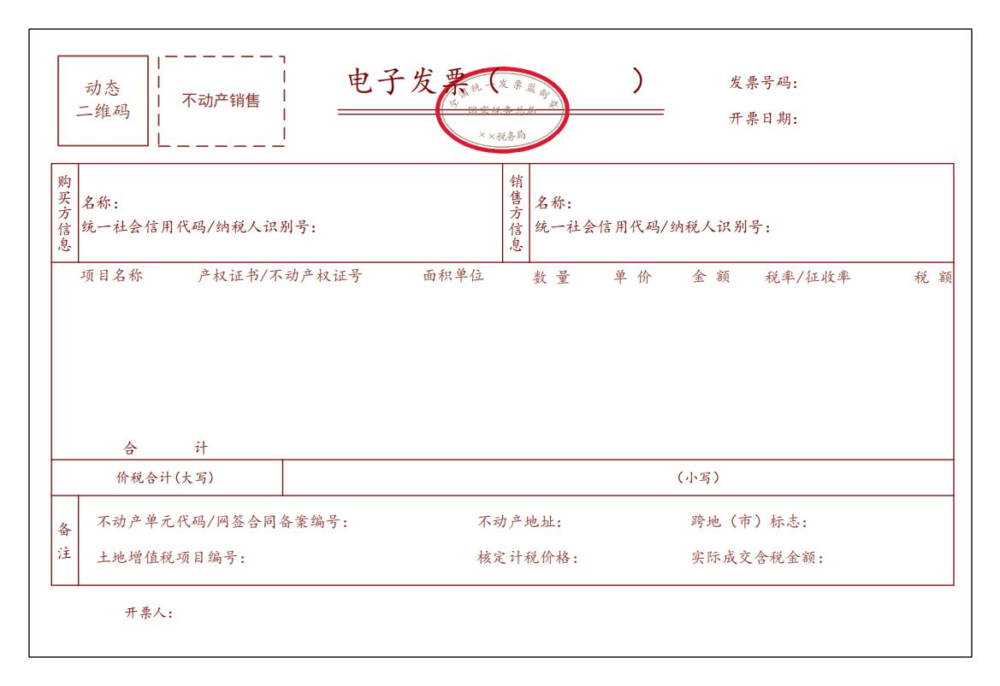 动态
二维码
不动产销售
电子发票（ ）
全国统一发票监制章
国家税务总局
××税务局
发票号码：
开票日期：
购买方信息
名称：
统一社会信用代码/纳税人识别号：
销售方信息
名称：
统一社会信用代码/纳税人识别号：
项目名称 产权证书/不动产权证号 面积单位 数 量 单 价 金 额 税率/征收率 税 额
合 计
价税合计(大写) （小写）
备注
不动产单元代码/网签合同备案编号： 不动产地址： 跨地（市）标志：
土地增值税项目编号： 核定计税价格： 实际成交含税金额：
开票人：